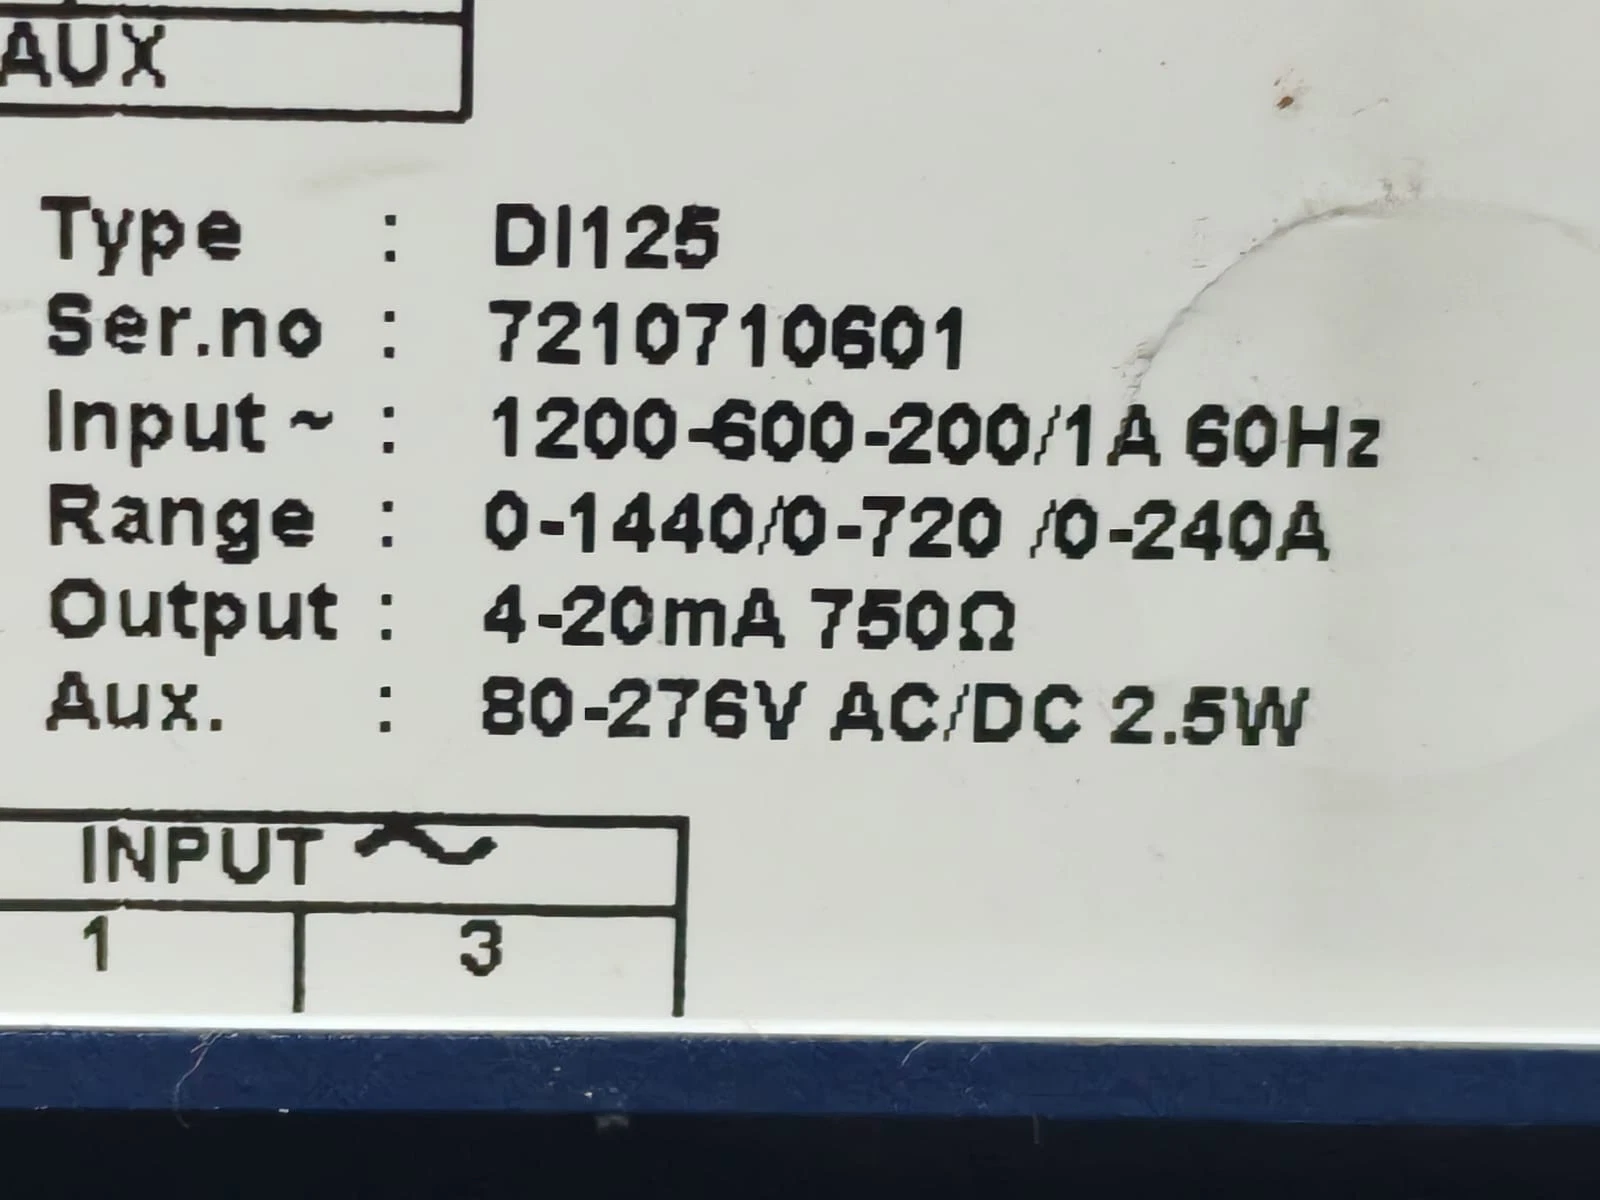 AUX
Type : DI125
Ser.no : 7210710601
Input ~ : 1200-600-200/1A 60Hz
Range : 0-1440/0-720 /0-240A
Output : 4-20mA 750Ω
Aux. : 80-276V AC/DC 2.5W
INPUT ~
1 3